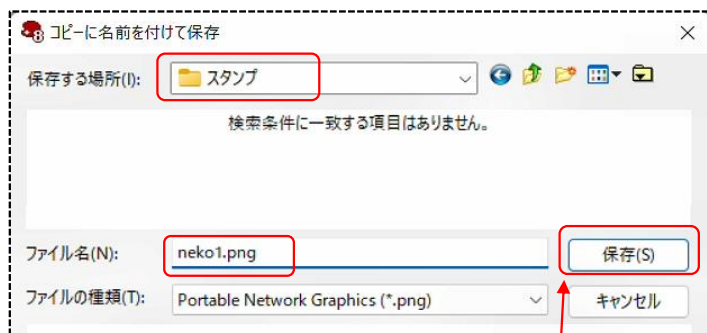 コピーに名前を付けて保存
保存する場所(I):
スタンプ
検索条件に一致する項目はありません。
ファイル名(N):
neko1.png
保存(S)
ファイルの種類(T):
Portable Network Graphics (*.png)
キャンセル